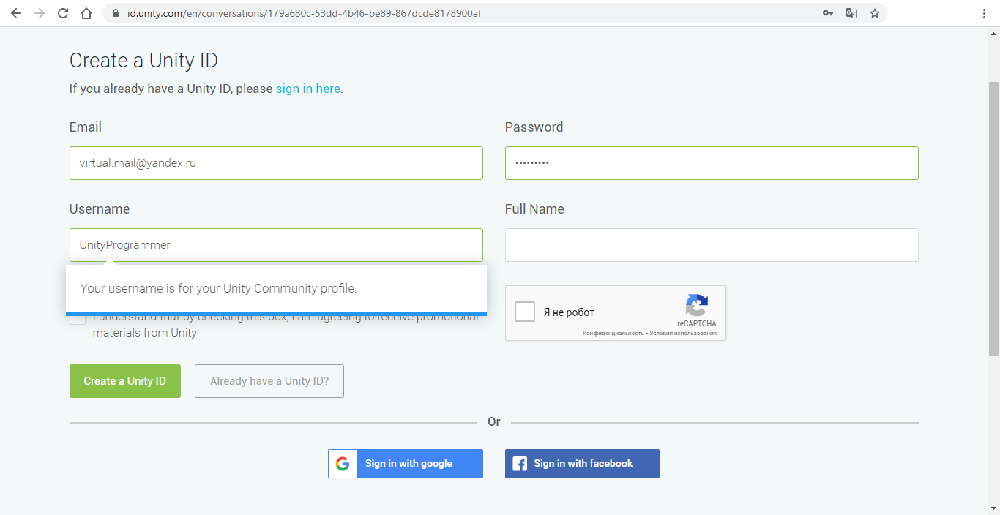 id.unity.com/en/conversations/179a680c-53dd-4b46-be89-867dcde8178900af
Create a Unity ID
If you already have a Unity ID, please sign in here.
Email
Password
virtual.mail@yandex.ru
•••••••••
Username
Full Name
UnityProgrammer
Your username is for your Unity Community profile.
I understand that by checking this box, I am agreeing to receive promotional
materials from Unity
Я не робот
reCAPTCHA
Конфиденциальность - Условия использования
Create a Unity ID
Already have a Unity ID?
Or
Sign in with google
Sign in with facebook